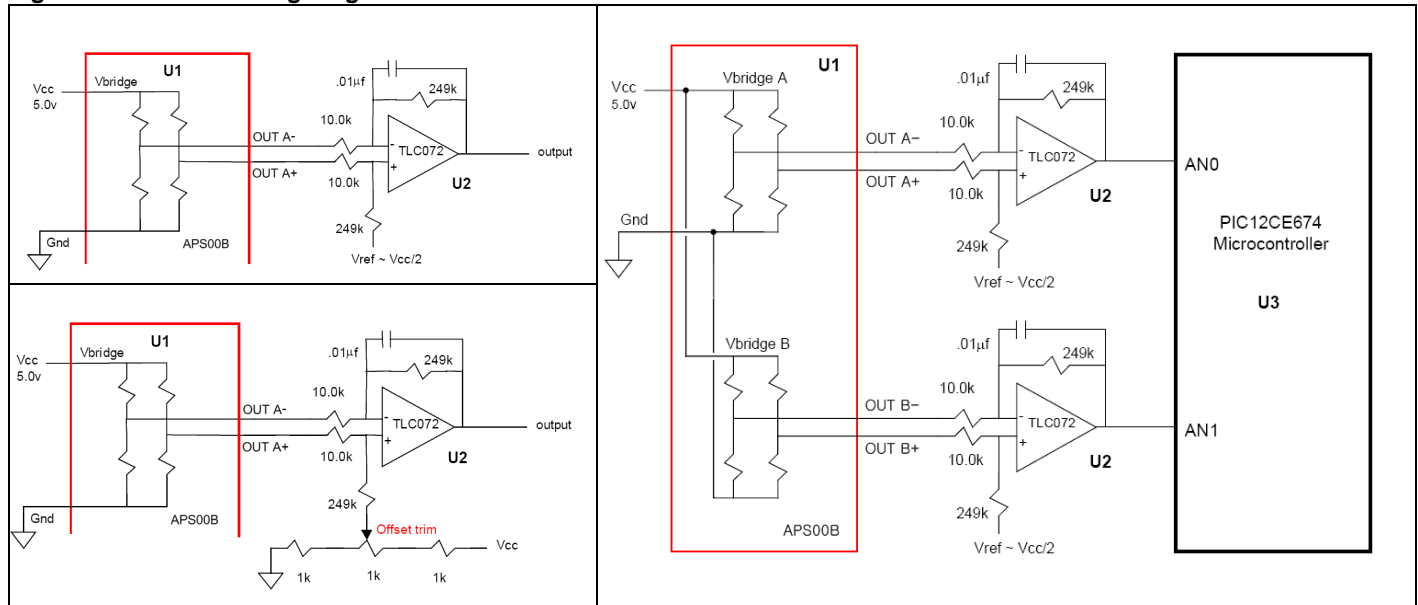 U1
Vcc
5.0v
Vbridge
.01µf
249k
10.0k
OUT A-
-
TLC072
output
+
OUT A+
10.0k
U2
249k
Gnd
APS00B
Vref ~ Vcc/2
U1
Vcc
5.0v
Vbridge
.01µf
249k
10.0k
OUT A-
-
TLC072
output
+
OUT A+
10.0k
U2
249k
Gnd
APS00B
Offset trim
Vcc
1k
1k
1k
U1
Vbridge A
Vcc
5.0v
.01µf
249k
10.0k
OUT A−
-
TLC072
+
OUT A+
10.0k
U2
Gnd
249k
Vref ~ Vcc/2
Vbridge B
.01µf
249k
10.0k
OUT B−
-
TLC072
+
OUT B+
10.0k
U2
249k
APS00B
Vref ~ Vcc/2
AN0
PIC12CE674
Microcontroller
U3
AN1